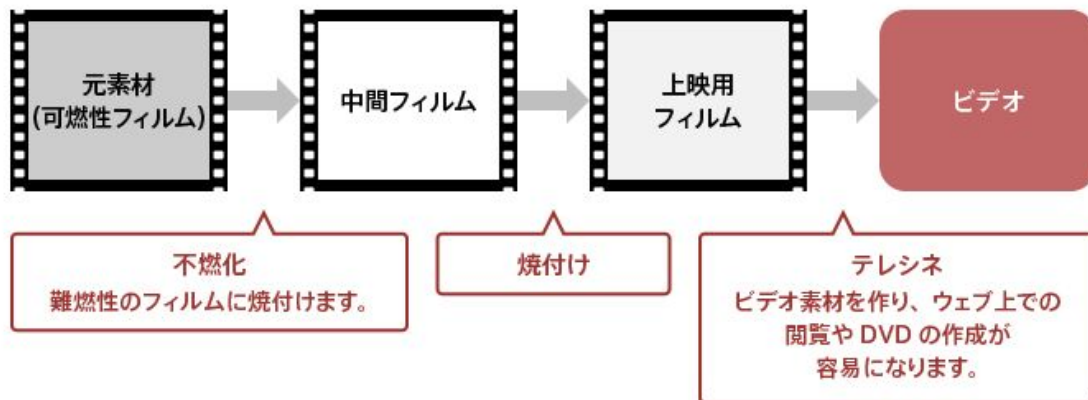 元素材
(可燃性フィルム)
中間フィルム
上映用
フィルム
ビデオ
不燃化
難燃性のフィルムに焼付けます。
焼付け
テレシネ
ビデオ素材を作り、ウェブ上での
閲覧や DVD の作成が
容易になります。